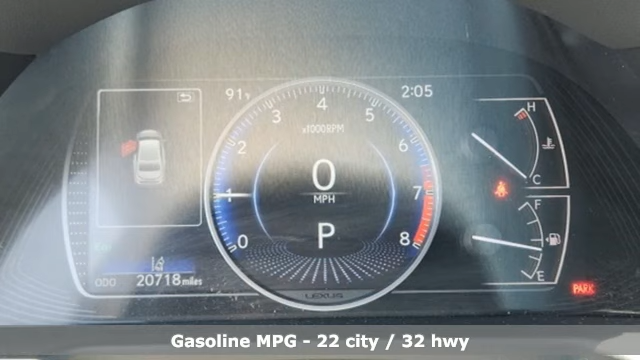 91°F
2:05
x1000RPM
0 1 2 3 4 5 6 7 8
0
MPH
P
H
C
F
E
ODO 20718 miles
PARK
LEXUS
Gasoline MPG - 22 city / 32 hwy